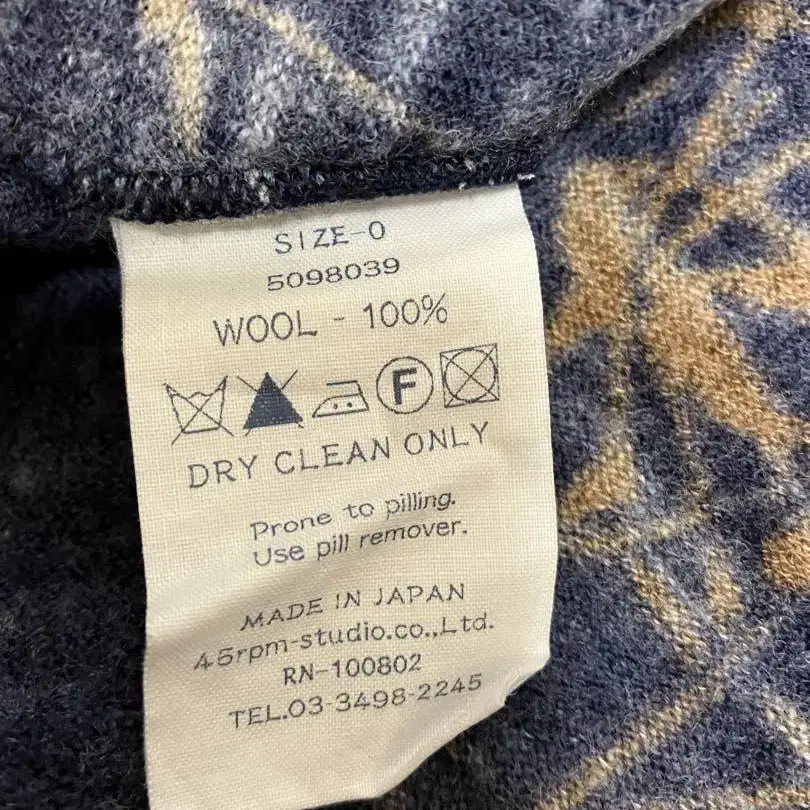 SIZE-0
5098039
WOOL - 100%
F
DRY CLEAN ONLY
Prone to pilling.
Use pill remover.
MADE IN JAPAN
45rpm-studio.co.,Ltd.
RN-100802
TEL.03-3498-2245